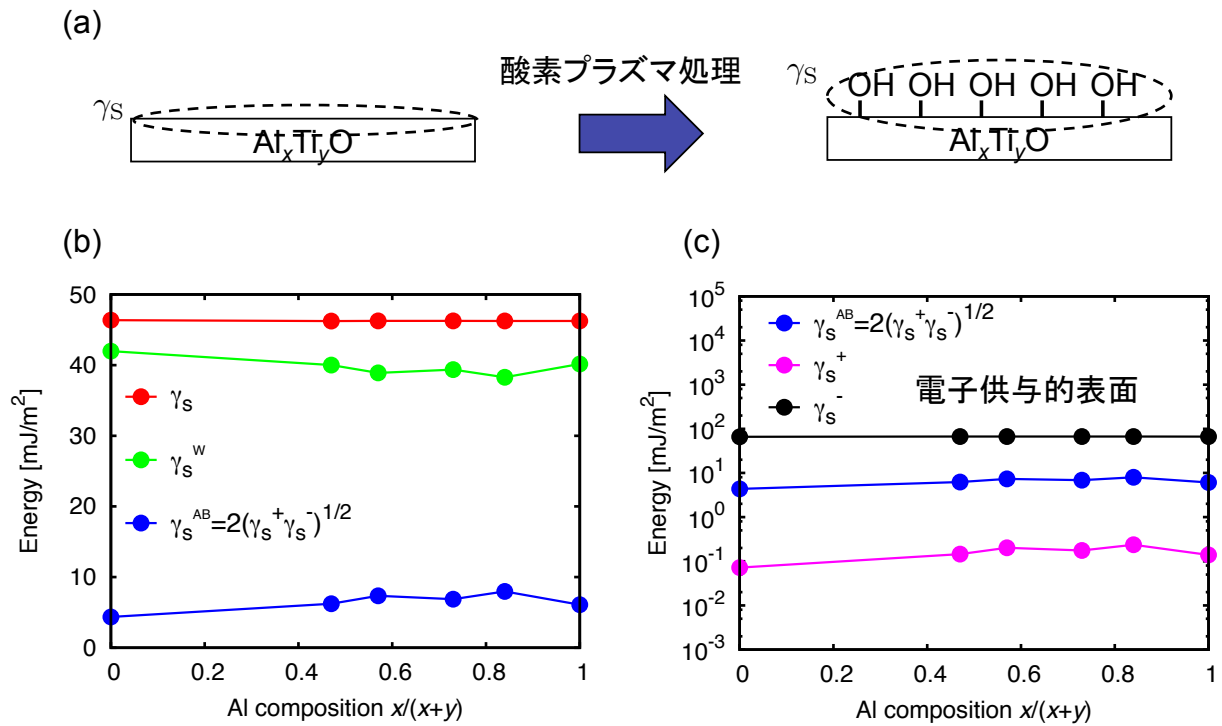 (a)
酸素プラズマ処理
γS
AlxTiyO
γS
OH OH OH OH OH
AlxTiyO
(b)
50
40
30
20
10
0
0
0.2
0.4
0.6
0.8
1
Energy [mJ/m2]
Al composition x/(x+y)
γs
γsW
γsAB=2(γs+γs-)1/2
(c)
105
104
103
102
101
100
10-1
10-2
10-3
0
0.2
0.4
0.6
0.8
1
Energy [mJ/m2]
Al composition x/(x+y)
γsAB=2(γs+γs-)1/2
γs+
γs-
電子供与的表面